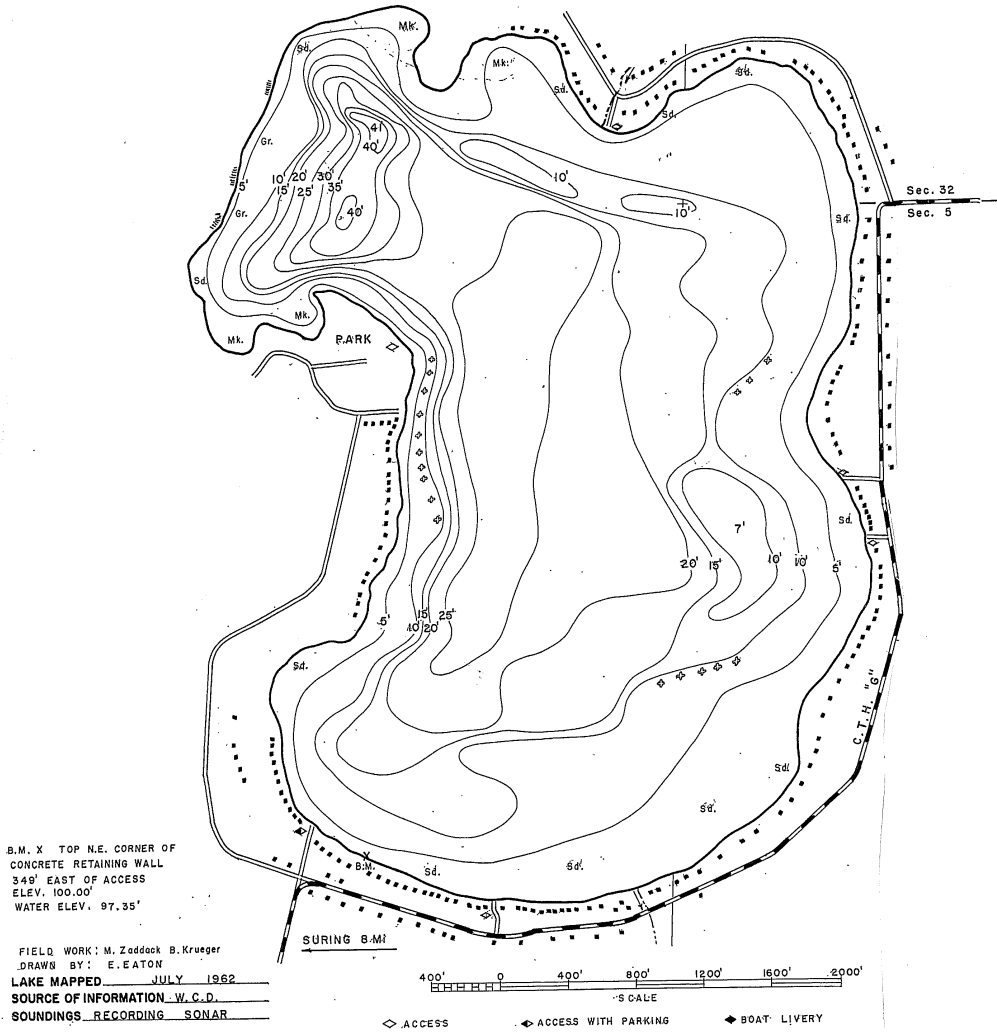 Mk.
Sd.
Mk.
Sd.
Sd.
Sd.
Gr.
41
40'
10' 20' 30'
15' 25' 35'
5'
Gr.
40'
10'
10'
Sec. 32
Sec. 5
Sd.
Sd.
Mk.
Mk.
PARK
Sd.
7'
20' 15' 10' 10' 5'
5' 15' 25'
10' 20'
Sd.
C.T.H. "G"
Sd.
Sd.
X
B.M.
Sd.
Sd.
B.M. X TOP N.E. CORNER OF
CONCRETE RETAINING WALL
349' EAST OF ACCESS
ELEV. 100.00'
WATER ELEV. 97.35'
SURING 8 MI
FIELD WORK: M. Zaddack B. Krueger
DRAWN BY: E. EATON
LAKE MAPPED JULY 1962
SOURCE OF INFORMATION W.C.D.
SOUNDINGS RECORDING SONAR
400' 0 400' 800' 1200' 1600' 2000'
SCALE
ACCESS ACCESS WITH PARKING BOAT LIVERY